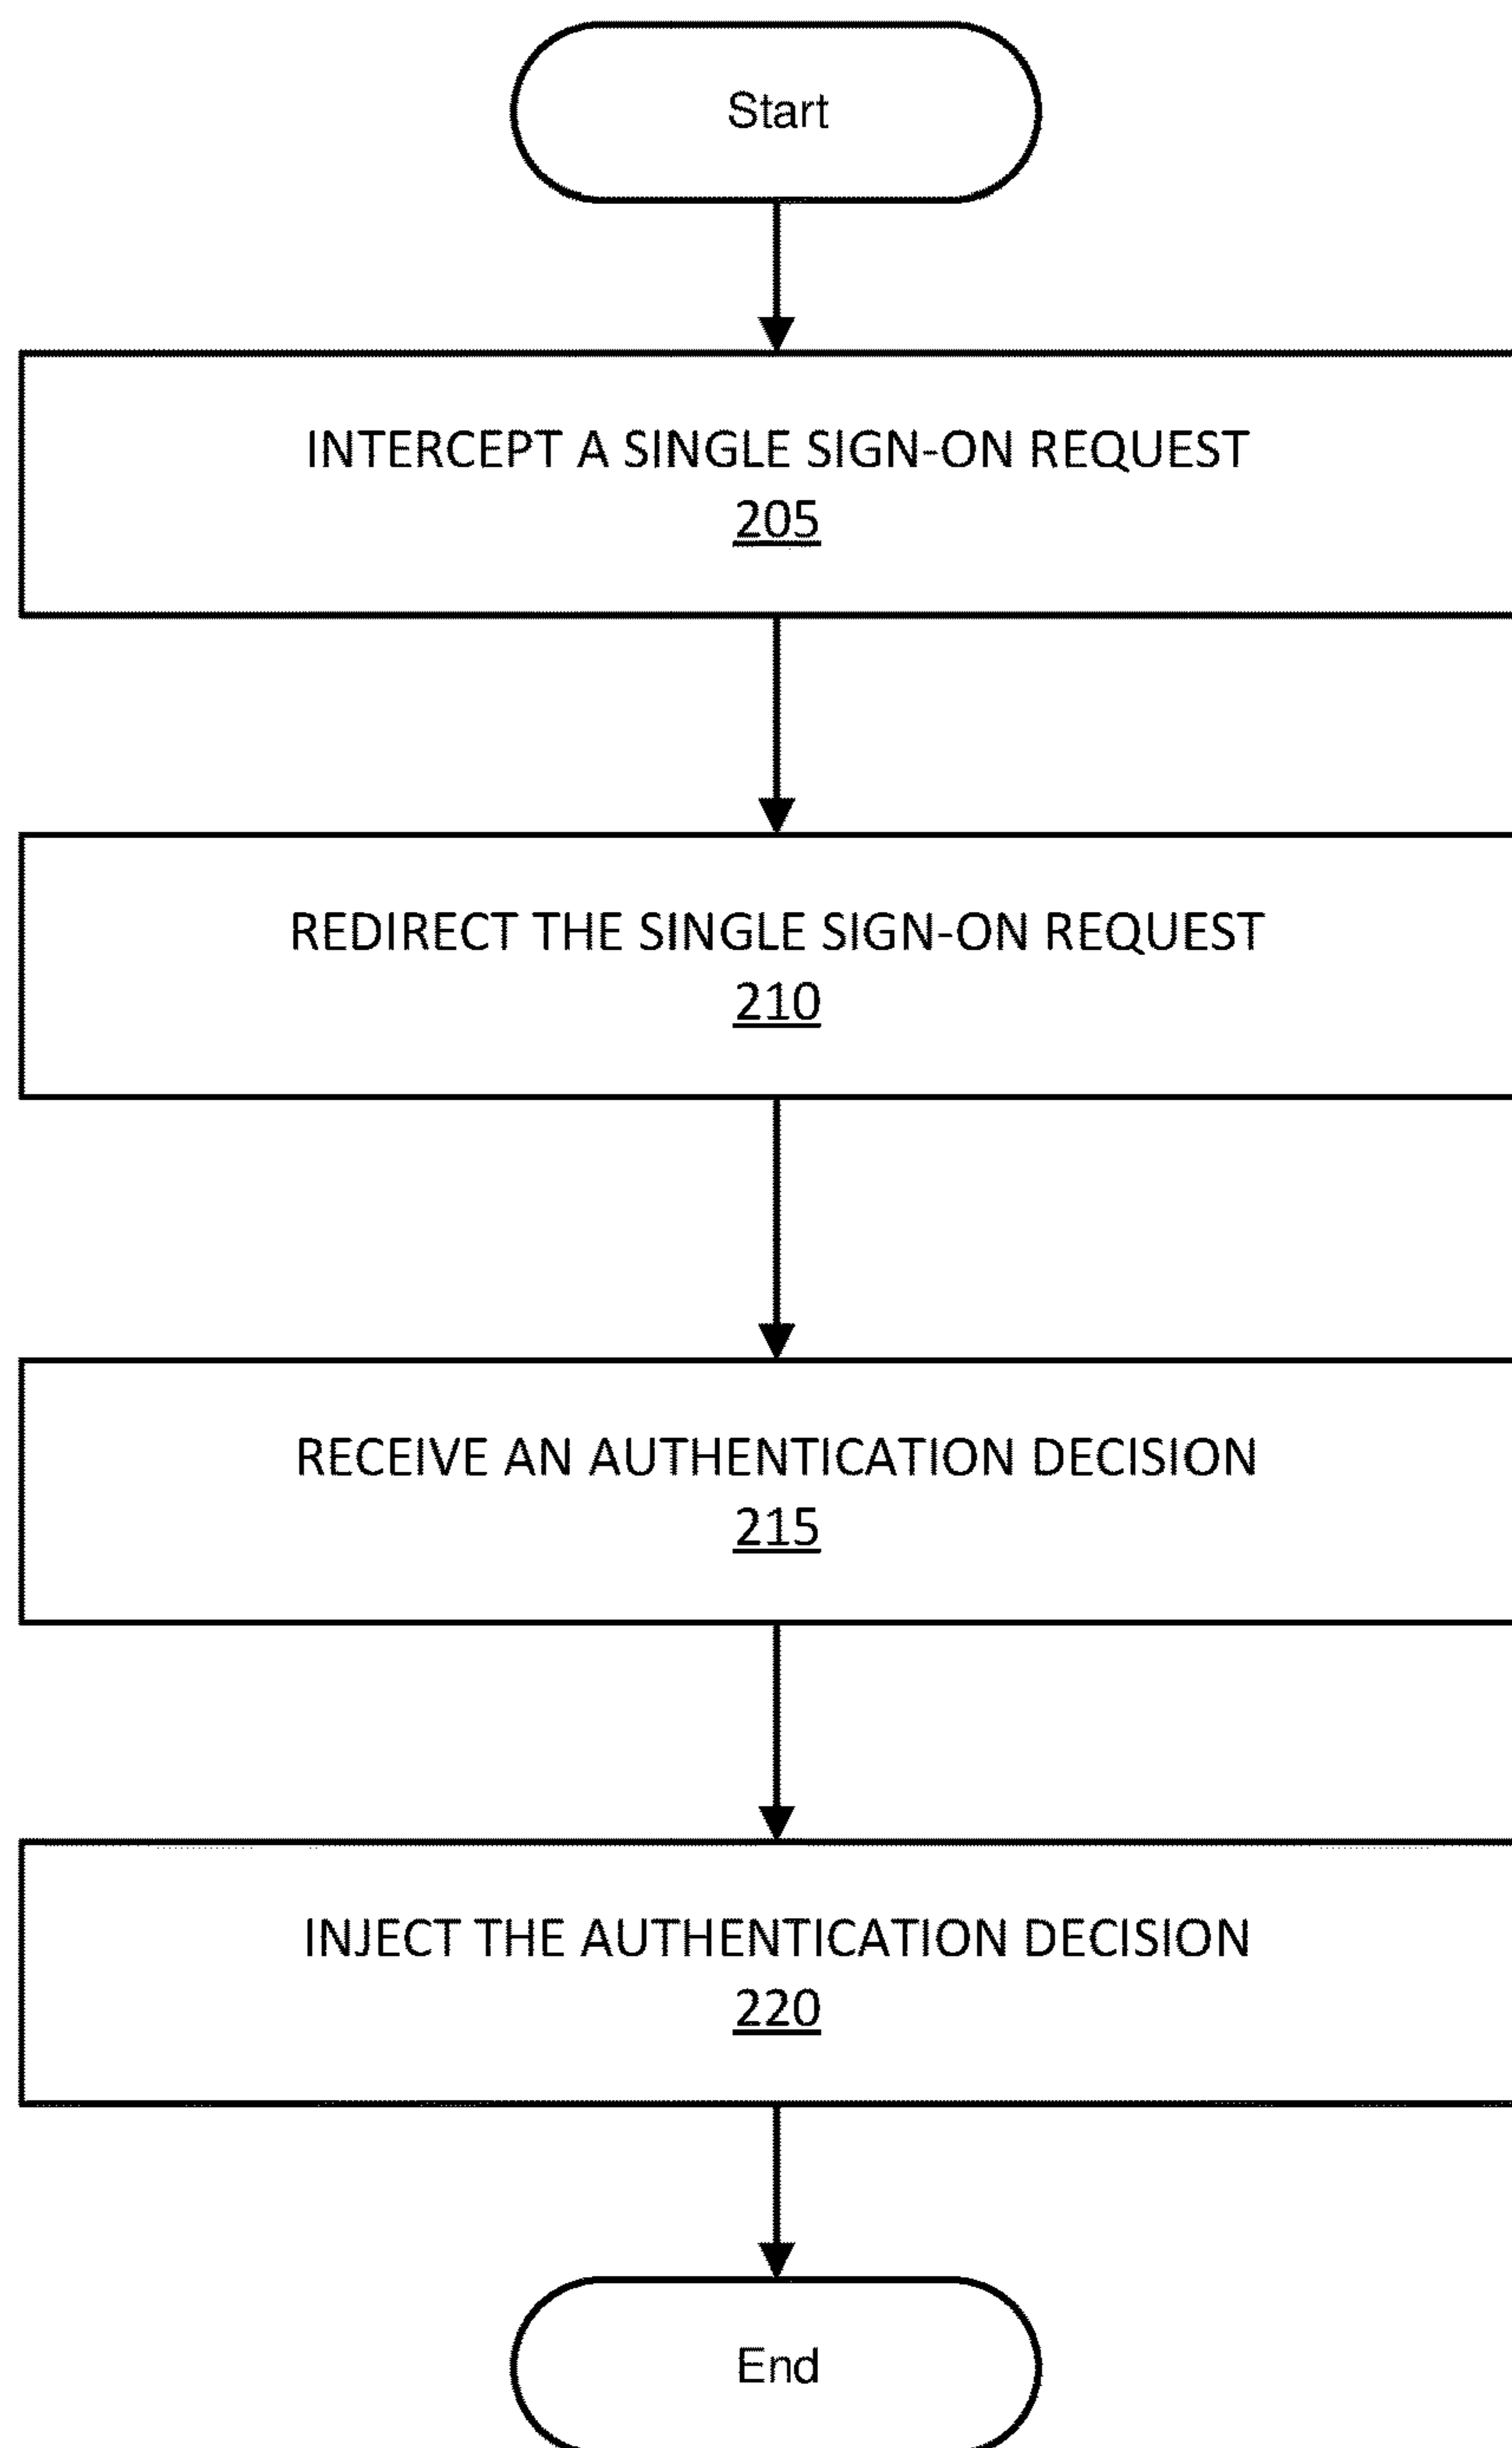 Start
INTERCEPT A SINGLE SIGN-ON REQUEST
205
REDIRECT THE SINGLE SIGN-ON REQUEST
210
RECEIVE AN AUTHENTICATION DECISION
215
INJECT THE AUTHENTICATION DECISION
220
End